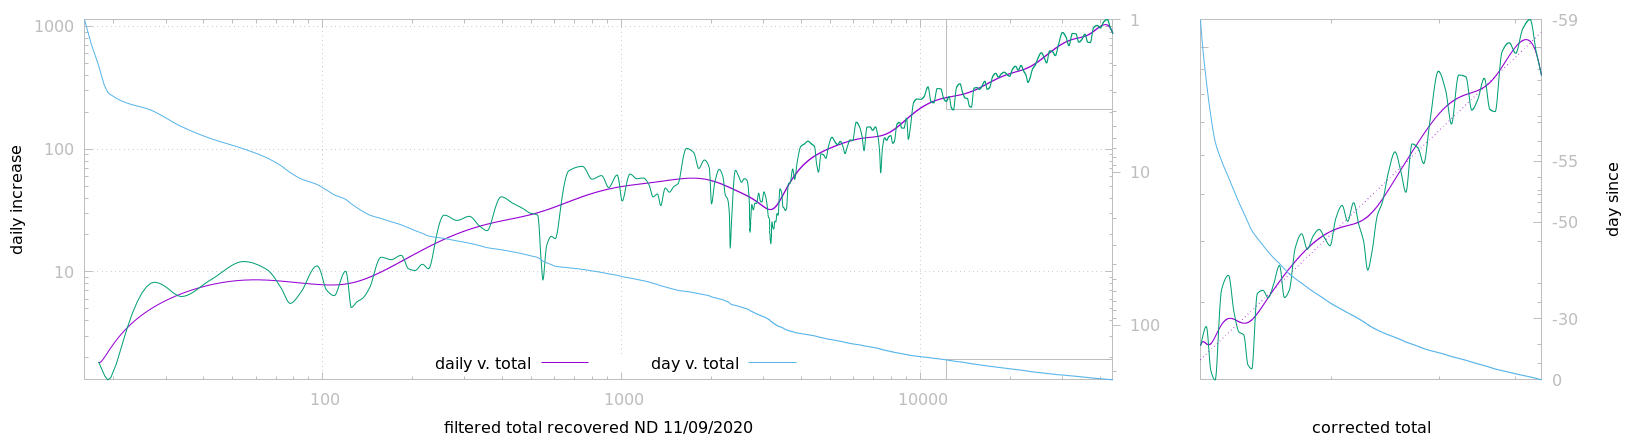 1000
100
10
daily increase
1
10
100
daily v. total
day v. total
100
1000
10000
filtered total recovered ND 11/09/2020
-59
-55
-50
-30
0
day since
corrected total